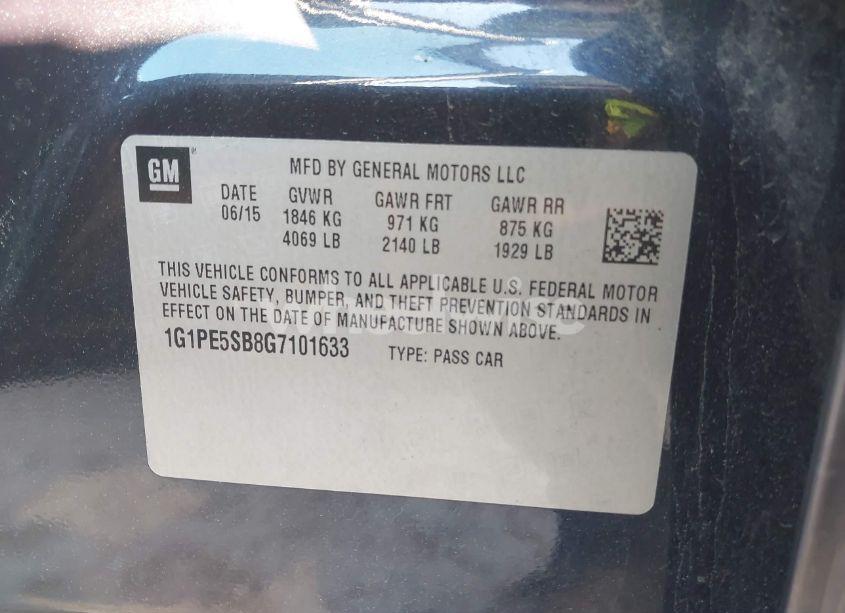 GM
MFD BY GENERAL MOTORS LLC
DATE GVWR GAWR FRT GAWR RR
06/15 1846 KG 971 KG 875 KG
4069 LB 2140 LB 1929 LB
THIS VEHICLE CONFORMS TO ALL APPLICABLE U.S. FEDERAL MOTOR
VEHICLE SAFETY, BUMPER, AND THEFT PREVENTION STANDARDS IN
EFFECT ON THE DATE OF MANUFACTURE SHOWN ABOVE.
1G1PE5SB8G7101633 TYPE: PASS CAR